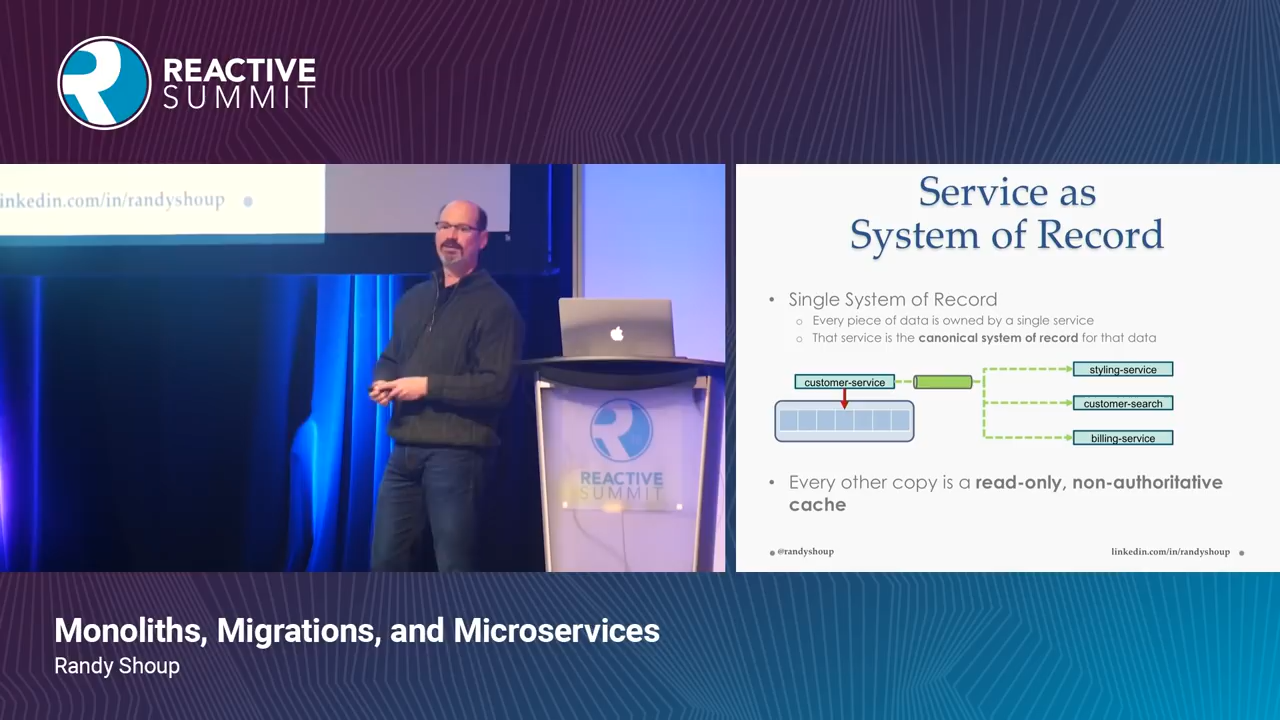 REACTIVE
SUMMIT
inkedin.com/in/randyshoup
REACTIVE
SUMMIT
Service as
System of Record
• Single System of Record
o Every piece of data is owned by a single service
o That service is the canonical system of record for that data
customer-service
styling-service
customer-search
billing-service
• Every other copy is a read-only, non-authoritative
cache
@randyshoup
linkedin.com/in/randyshoup
Monoliths, Migrations, and Microservices
Randy Shoup